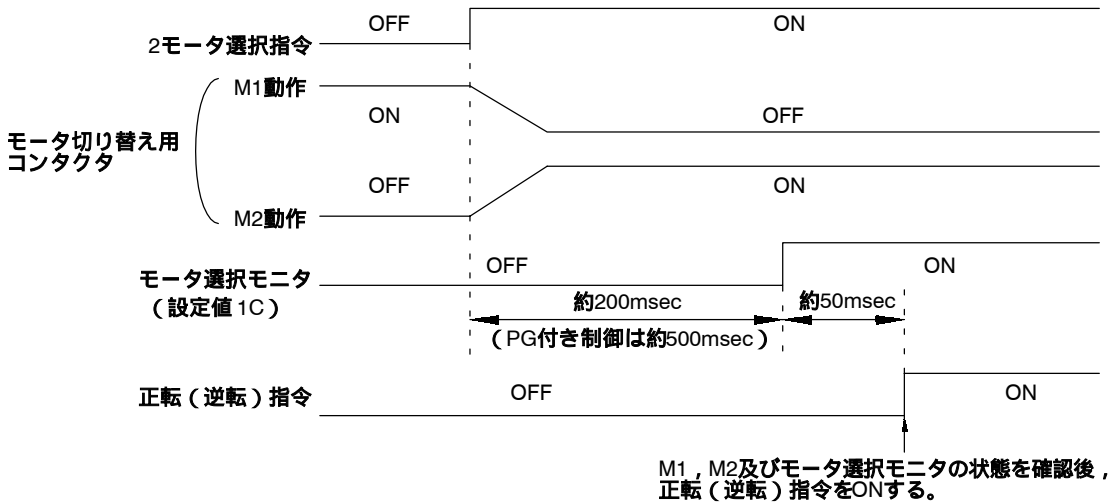 2モータ選択指令 OFF ON
モータ切り替え用
コンタクタ
M1動作 ON OFF
M2動作 OFF ON
モータ選択モニタ
（設定値 1C） OFF ON
約200msec 約50msec
（PG付き制御は約500msec）
正転（逆転）指令 OFF ON
M1，M2及びモータ選択モニタの状態を確認後，
正転（逆転）指令をONする。